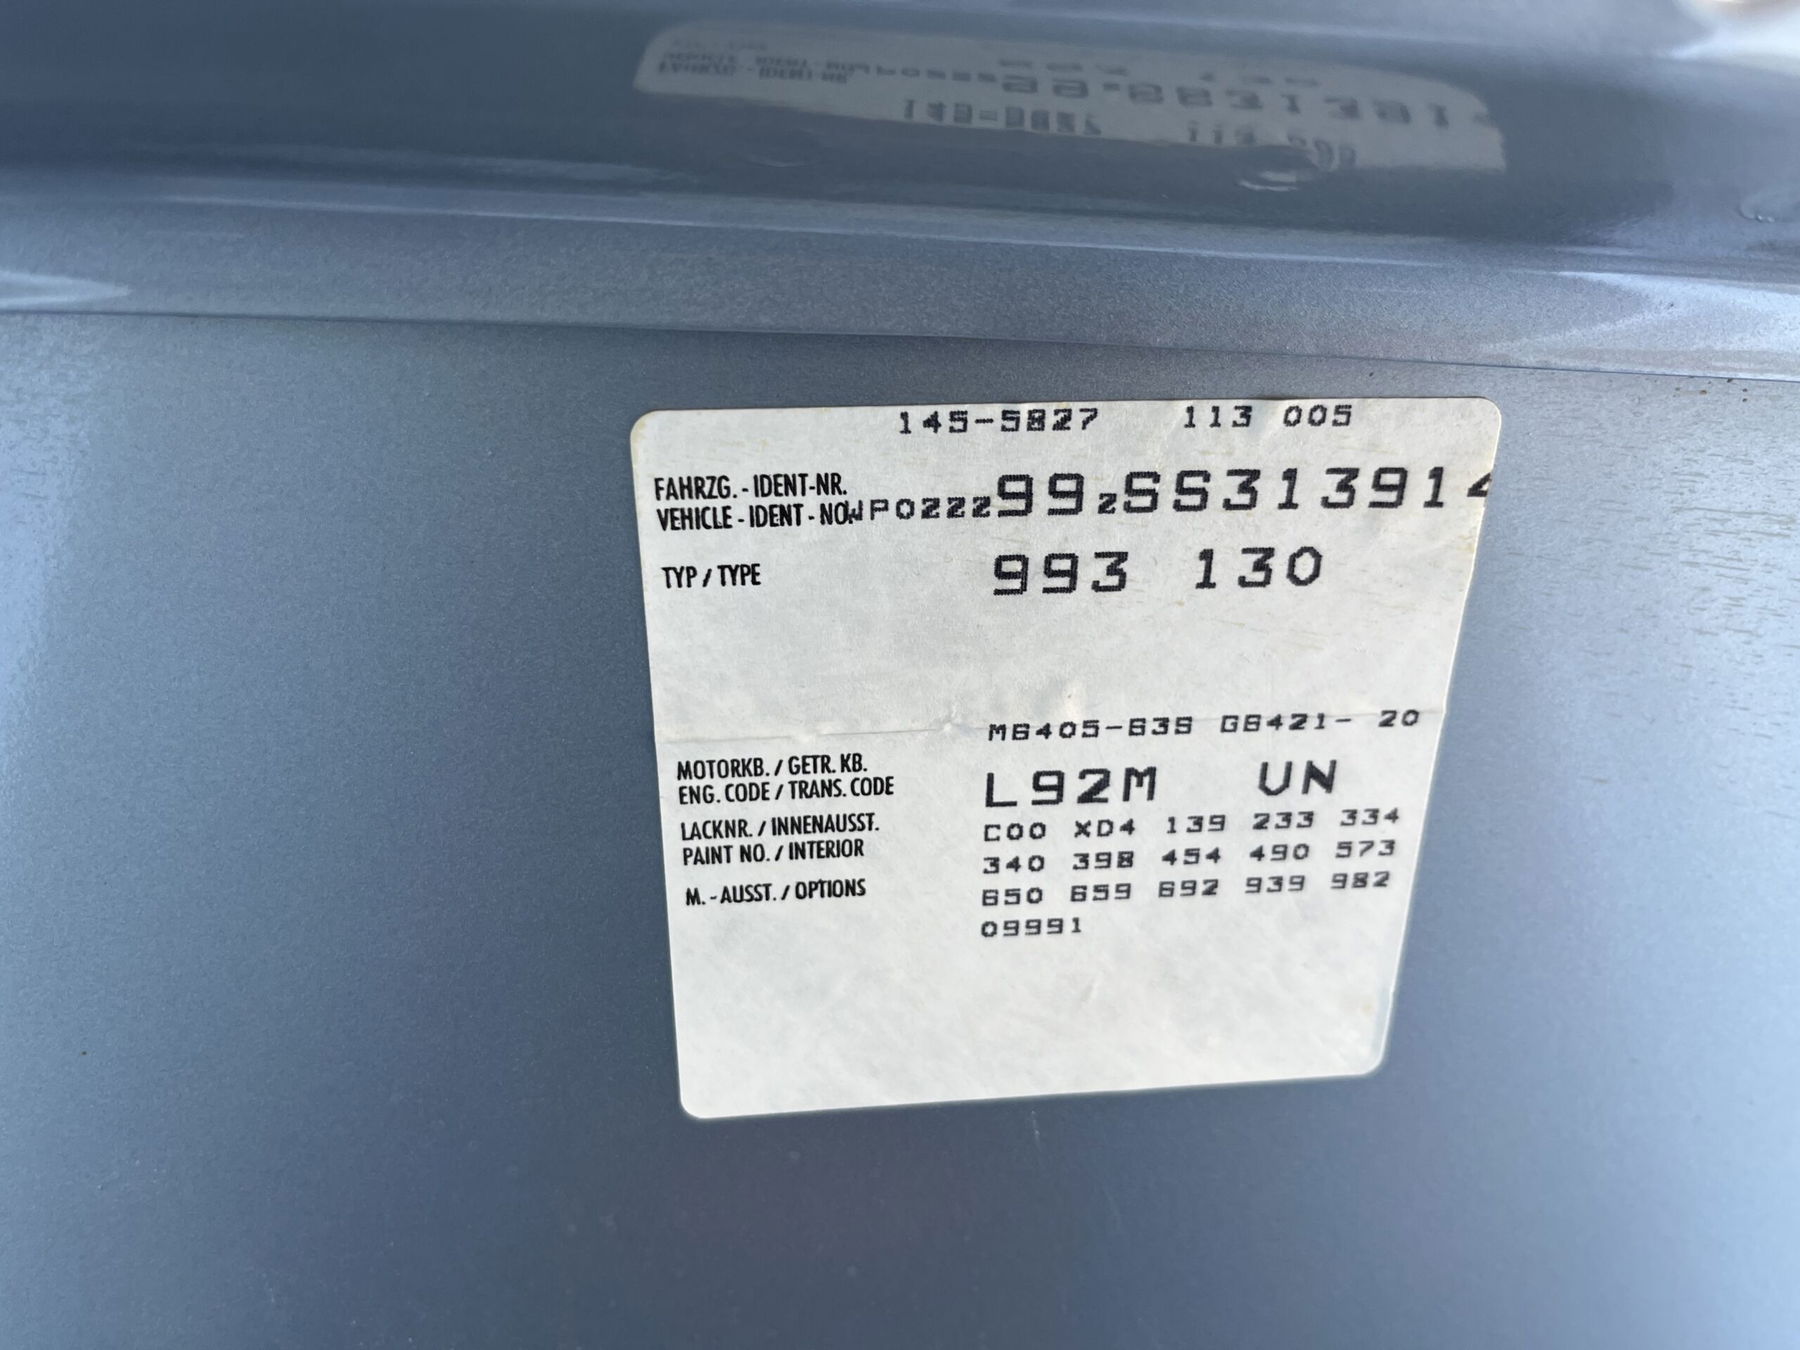 145-5827 113 005
FAHRZG.-IDENT-NR.
VEHICLE-IDENT-NO. WP0ZZZ99ZSS313914
TYP / TYPE 993 130
M6405-63S G6421- 20
MOTORKB. / GETR. KB.
ENG. CODE / TRANS. CODE L92M UN
LACKNR. / INNENAUSST. C00 XD4 139 233 334
PAINT NO. / INTERIOR 340 398 454 490 573
M.-AUSST. / OPTIONS 650 659 692 939 982
09991